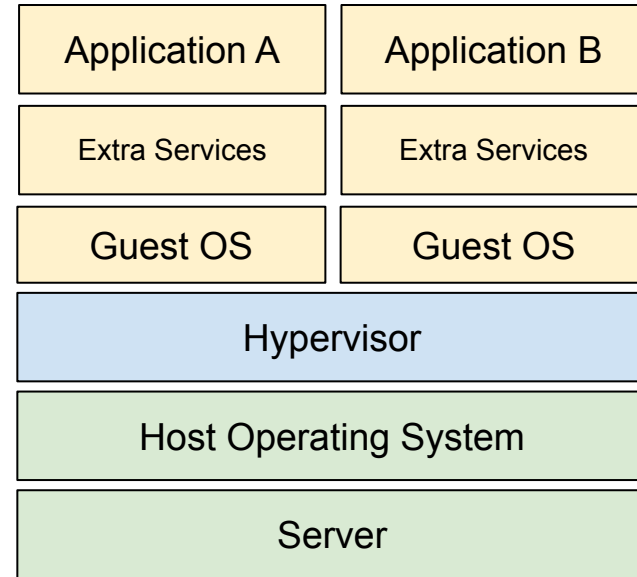 Application A
Application B
Extra Services
Extra Services
Guest OS
Guest OS
Hypervisor
Host Operating System
Server